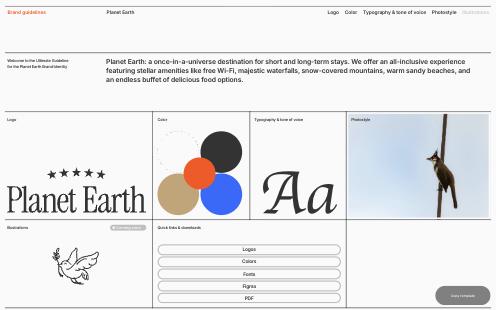 Brand guidelines
Planet Earth
Logo Color Typography & tone of voice Photostyle Illustrations
Welcome to the Ultimate Guideline
for the Planet Earth Brand Identity
Planet Earth: a once-in-a-universe destination for short and long-term stays. We offer an all-inclusive experience
featuring stellar amenities like free Wi-Fi, majestic waterfalls, snow-covered mountains, warm sandy beaches, and
an endless buffet of delicious food options.
Logo
Color
Typography & tone of voice
Photostyle
Planet Earth
Aa
Illustrations
Coming soon
Quick links & downloads
Logos
Colors
Fonts
Figma
PDF